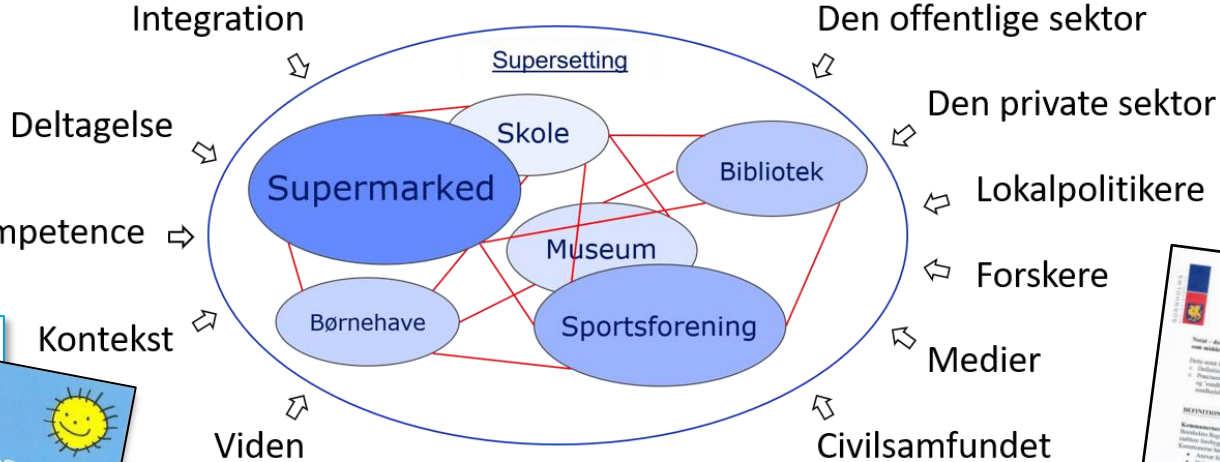 Integration
Den offentlige sektor
Supersetting
Den private sektor
Deltagelse
Skole
Bibliotek
Supermarked
Lokalpolitikere
mpetence
Museum
Forskere
Børnehave
Sportsforening
Kontekst
Medier
Viden
Civilsamfundet